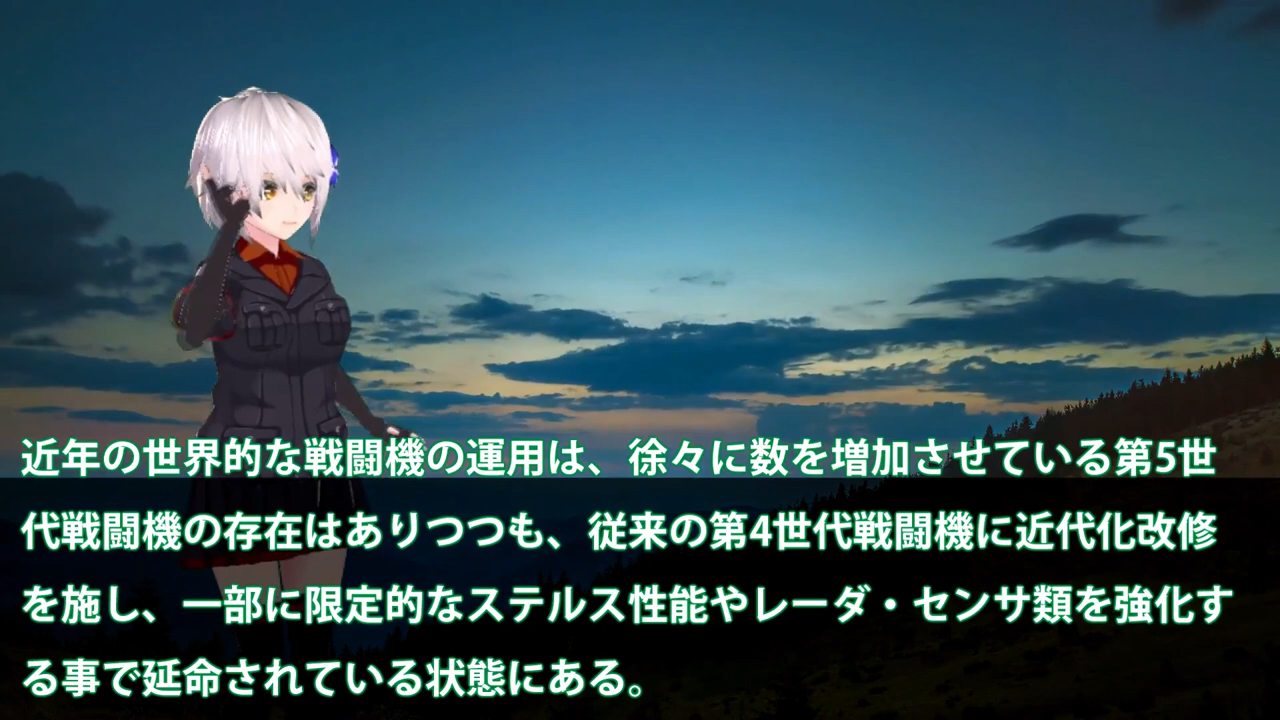 近年の世界的な戦闘機の運用は、徐々に数を増加させている第5世
代戦闘機の存在はありつつも、従来の第4世代戦闘機に近代化改修
を施し、一部に限定的なステルス性能やレーダ・センサ類を強化す
る事で延命されている状態にある。